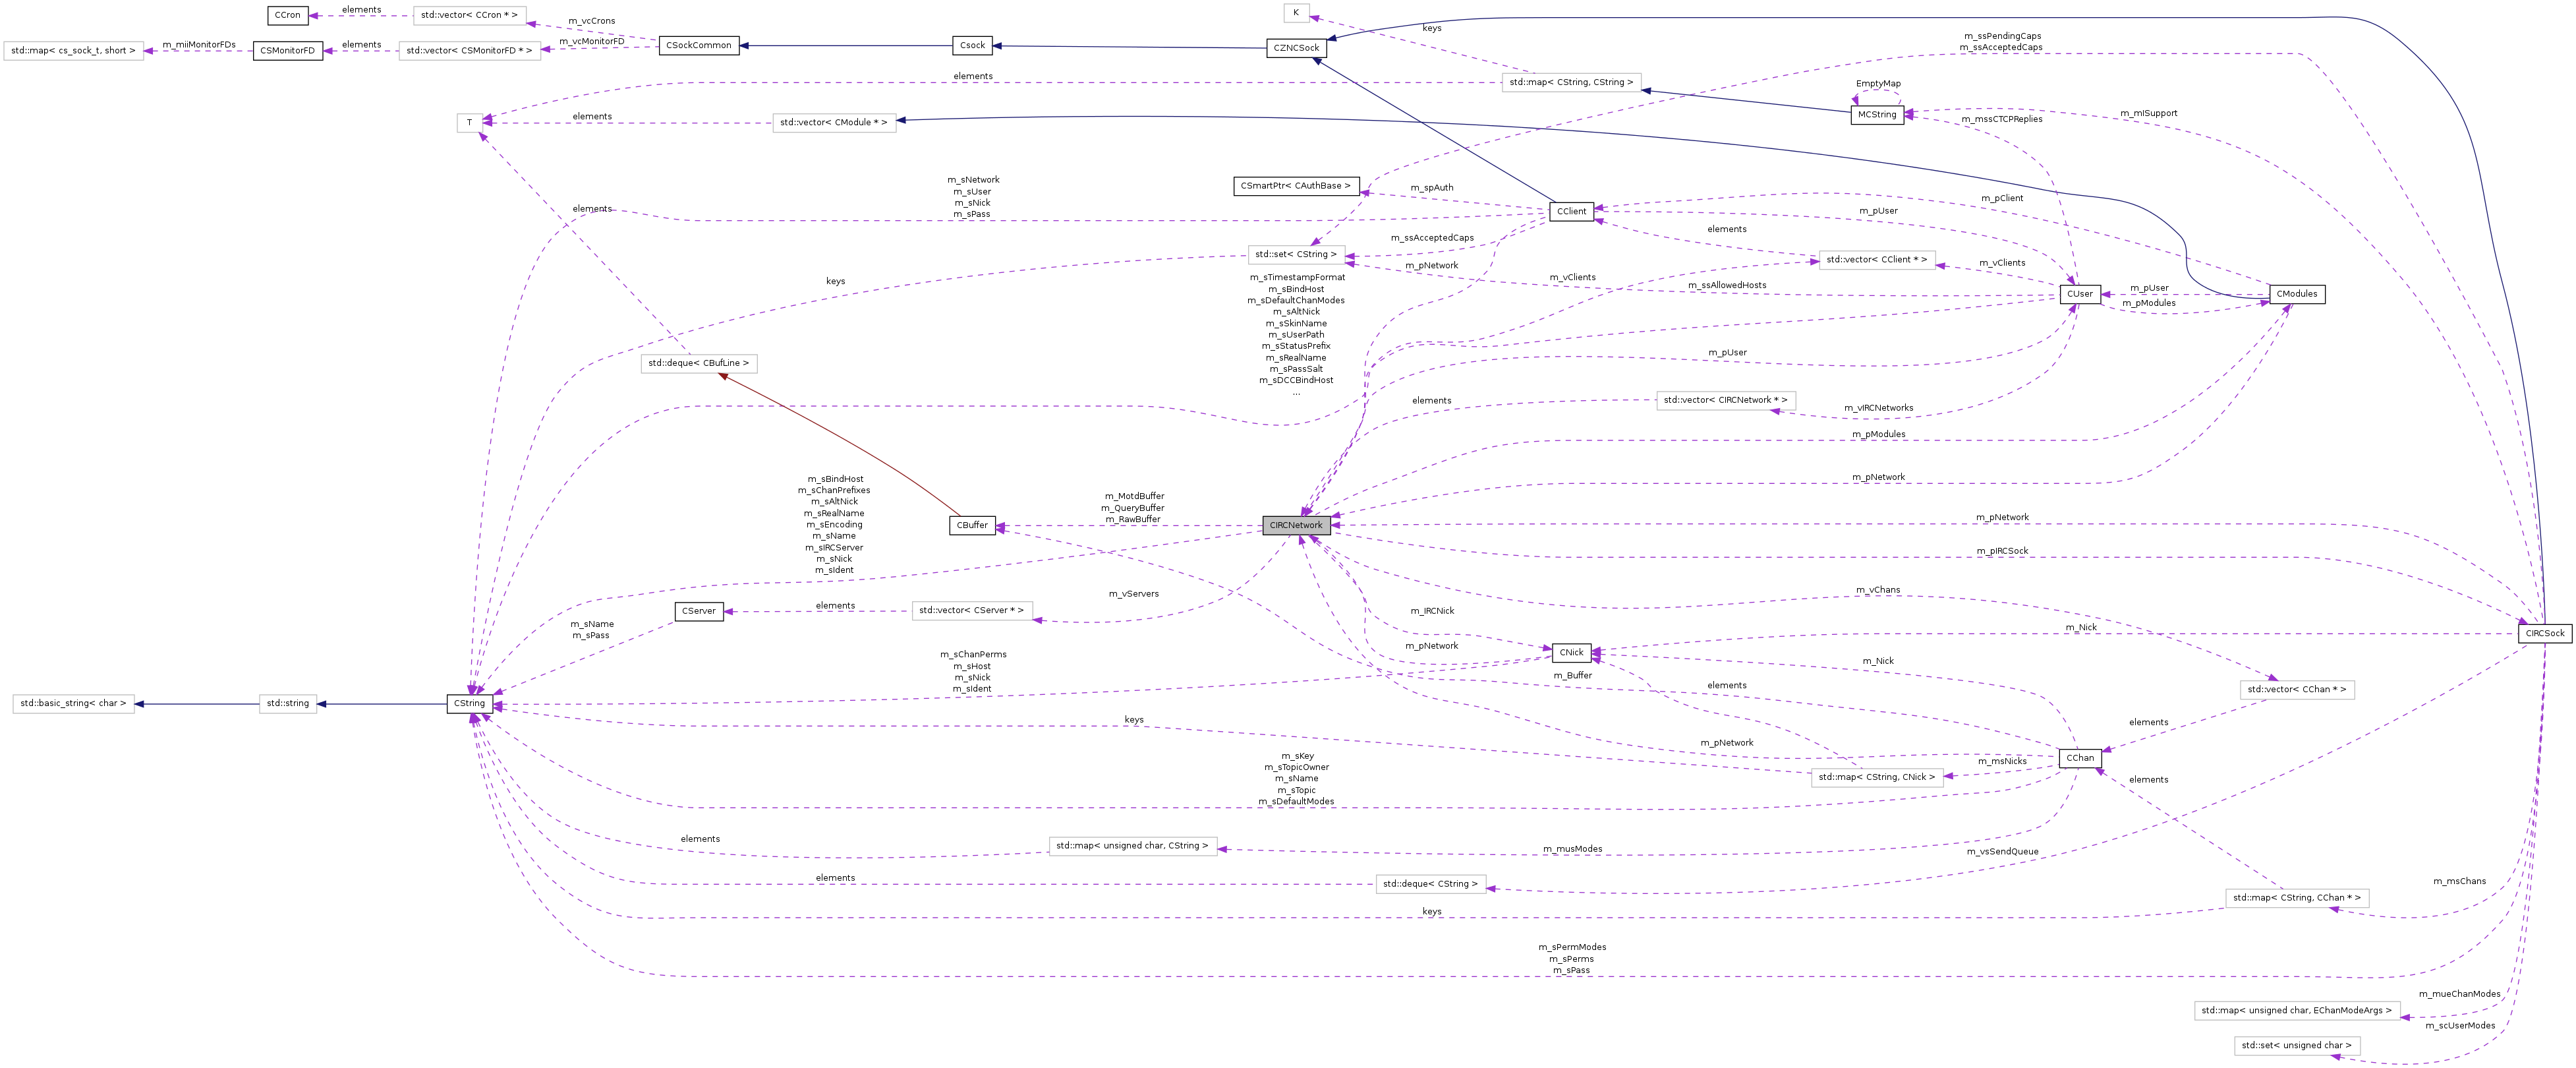 CCron
elements
std::vector< CCron * >
m_vcCrons
K
keys
m_ssPendingCaps
m_ssAcceptedCaps
std::map< cs_sock_t, short >
m_miiMonitorFDs
CSMonitorFD
elements
std::vector< CSMonitorFD * >
m_vcMonitorFD
CSockCommon
Csock
CZNCSock
elements
std::map< CString, CString >
EmptyMap
MCString
m_mISupport
T
elements
std::vector< CModule * >
m_mssCTCPReplies
m_sNetwork
m_sUser
m_sNick
m_sPass
CSmartPtr< CAuthBase >
m_spAuth
CClient
m_pUser
m_pClient
elements
m_ssAcceptedCaps
elements
std::set< CString >
m_pNetwork
m_vClients
std::vector< CClient * >
m_vClients
keys
m_ssAllowedHosts
CUser
m_pUser
m_pModules
CModules
m_sTimestampFormat
m_sBindHost
m_sDefaultChanModes
m_sAltNick
m_sSkinName
m_sUserPath
m_sStatusPrefix
m_sRealName
m_sPassSalt
m_sDCCBindHost
...
std::deque< CBufLine >
m_pUser
elements
std::vector< CIRCNetwork * >
m_vIRCNetworks
m_pModules
m_pNetwork
m_sBindHost
m_sChanPrefixes
m_sAltNick
m_sRealName
m_sEncoding
m_sName
m_sIRCServer
m_sNick
m_sIdent
CBuffer
m_MotdBuffer
m_QueryBuffer
m_RawBuffer
CIRCNetwork
m_pNetwork
m_pIRCSock
m_vServers
m_vChans
CServer
elements
std::vector< CServer * >
m_IRCNick
m_sName
m_sPass
m_Nick
CIRCSock
m_pNetwork
CNick
m_Nick
m_sChanPerms
m_sHost
m_sNick
m_sIdent
m_Buffer
elements
std::vector< CChan * >
std::basic_string< char >
std::string
CString
keys
elements
m_pNetwork
CChan
m_msNicks
std::map< CString, CNick >
m_sKey
m_sTopicOwner
m_sName
m_sTopic
m_sDefaultModes
elements
elements
std::map< unsigned char, CString >
m_musModes
m_vsSendQueue
elements
std::deque< CString >
m_msChans
std::map< CString, CChan * >
keys
m_sPermModes
m_sPerms
m_sPass
m_mueChanModes
std::map< unsigned char, EChanModeArgs >
m_scUserModes
std::set< unsigned char >